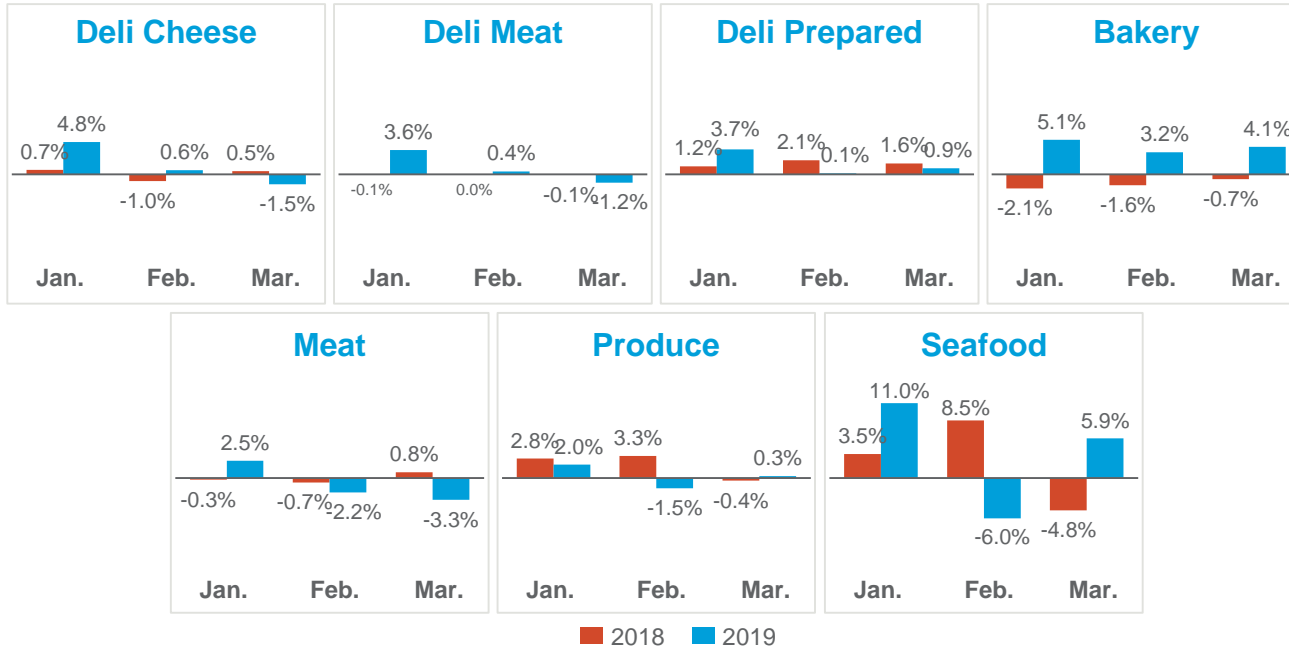 Deli Cheese
0.7% 4.8% -1.0% 0.6% 0.5% -1.5%
Jan. Feb. Mar.
Deli Meat
-0.1% 3.6% 0.0% 0.4% -0.1% -1.2%
Jan. Feb. Mar.
Deli Prepared
1.2% 3.7% 2.1% 0.1% 1.6% 0.9%
Jan. Feb. Mar.
Bakery
-2.1% 5.1% -1.6% 3.2% -0.7% 4.1%
Jan. Feb. Mar.
Meat
-0.3% 2.5% -0.7% -2.2% 0.8% -3.3%
Jan. Feb. Mar.
Produce
2.8% 2.0% 3.3% -1.5% -0.4% 0.3%
Jan. Feb. Mar.
Seafood
3.5% 11.0% 8.5% -6.0% -4.8% 5.9%
Jan. Feb. Mar.
2018 2019